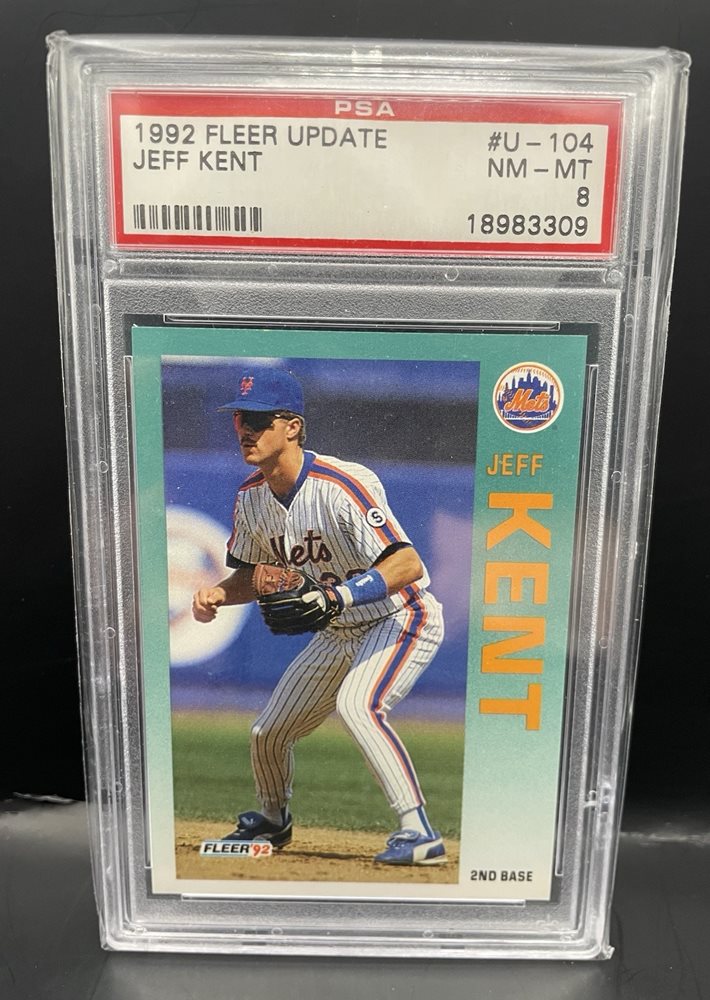 PSA
1992 FLEER UPDATE #U-104
JEFF KENT NM-MT
8
18983309
Mets
JEFF
KENT
S
Mets
FLEER '92
2ND BASE